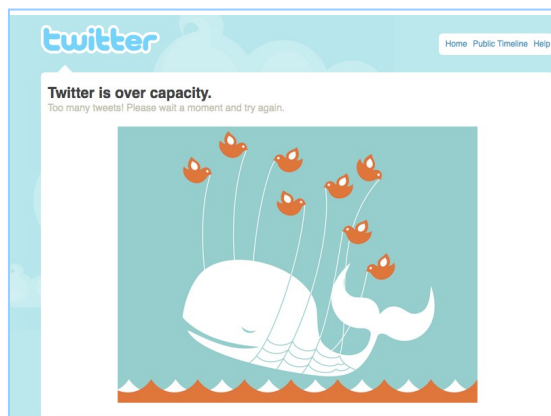 twitter
Home Public Timeline Help
Twitter is over capacity.
Too many tweets! Please wait a moment and try again.